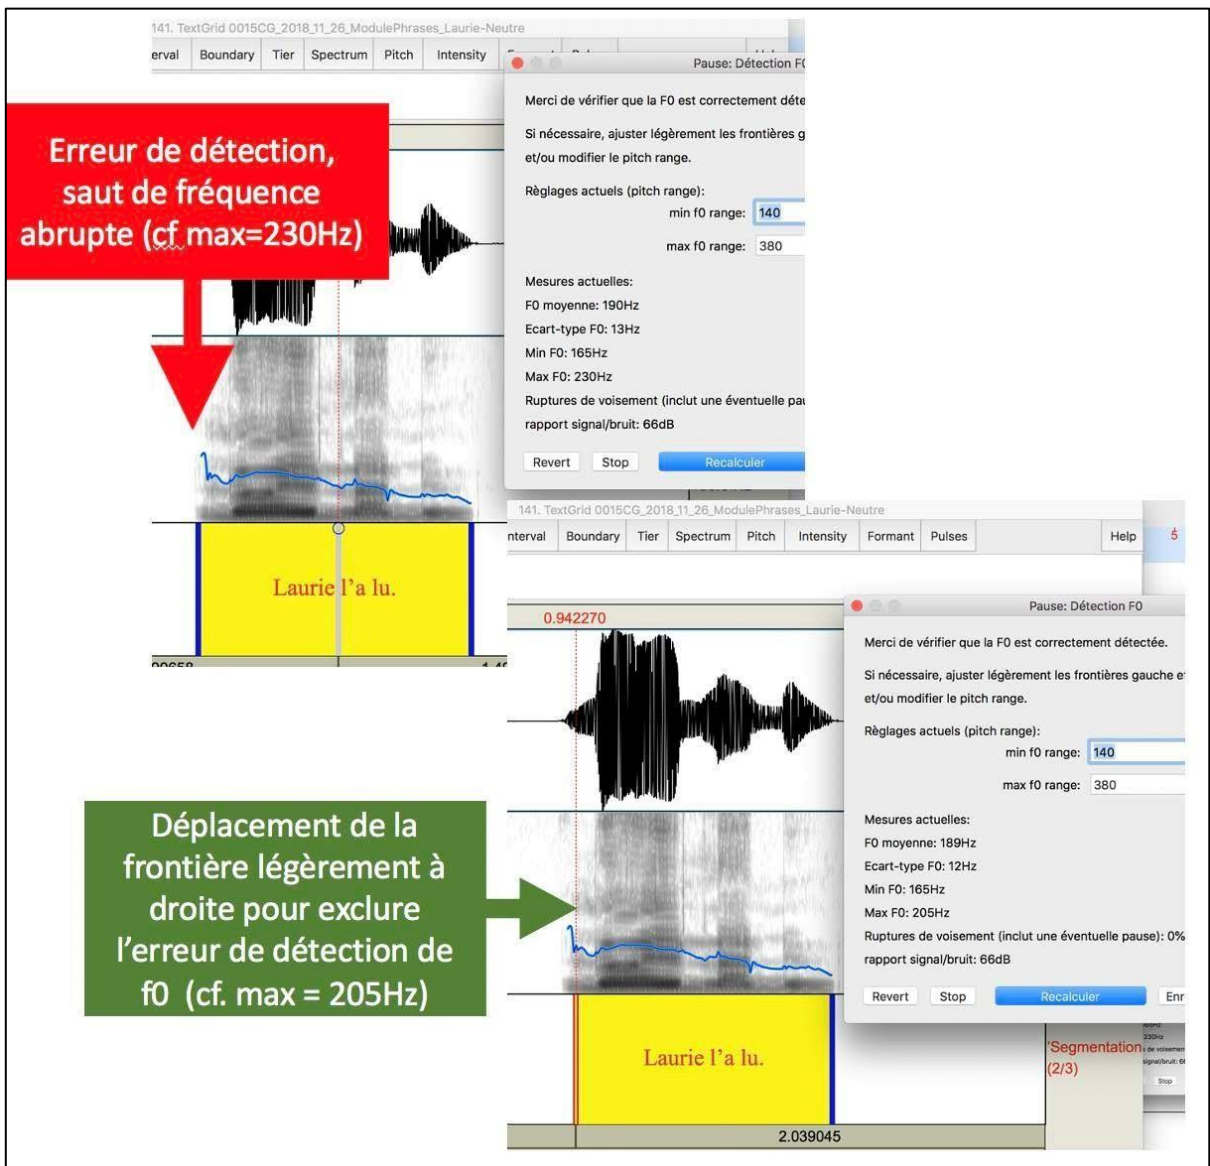 141. TextGrid 0015CG_2018_11_26_ModulePhrases_Laurie-Neutre
erval Boundary Tier Spectrum Pitch Intensity
Pause: Détection F0
Merci de vérifier que la F0 est correctement déte
Si nécessaire, ajuster légèrement les frontières g
et/ou modifier le pitch range.
Règlages actuels (pitch range):
min f0 range: 140
max f0 range: 380
Mesures actuelles:
F0 moyenne: 190Hz
Ecart-type F0: 13Hz
Min F0: 165Hz
Max F0: 230Hz
Ruptures de voisement (inclut une éventuelle pau
rapport signal/bruit: 66dB
Revert Stop Recalculer
Erreur de détection,
saut de fréquence
abrupte (cf max=230Hz)
Laurie l'a lu.
141. TextGrid 0015CG_2018_11_26_ModulePhrases_Laurie-Neutre
nterval Boundary Tier Spectrum Pitch Intensity Formant Pulses Help
5
0.942270
Pause: Détection F0
Merci de vérifier que la F0 est correctement détectée.
Si nécessaire, ajuster légèrement les frontières gauche e
et/ou modifier le pitch range.
Règlages actuels (pitch range):
min f0 range: 140
max f0 range: 380
Mesures actuelles:
F0 moyenne: 189Hz
Ecart-type F0: 12Hz
Min F0: 165Hz
Max F0: 205Hz
Ruptures de voisement (inclut une éventuelle pause): 0%
rapport signal/bruit: 66dB
Revert Stop Recalculer Enr
Déplacement de la
frontière légèrement à
droite pour exclure
l'erreur de détection de
f0 (cf. max = 205Hz)
Laurie l'a lu.
'Segmentation
(2/3)
230Hz
Stop
2.039045